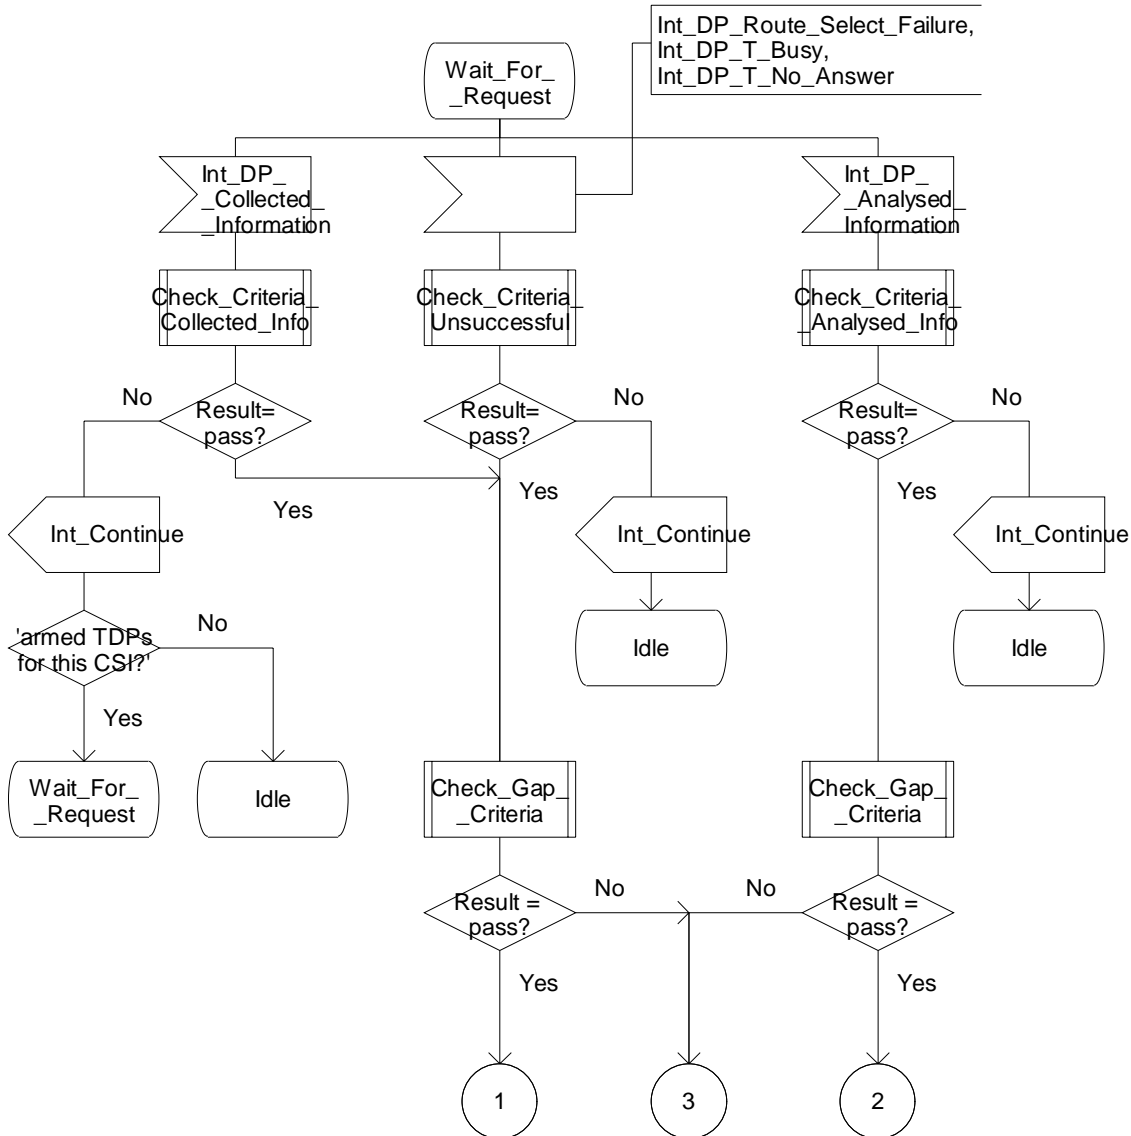 Int_DP_Route_Select_Failure,
Int_DP_T_Busy,
Int_DP_T_No_Answer
Wait_For_
_Request
Int_DP_
_Collected_
_Information
Int_DP_
_Analysed_
Information
Check_Criteria_
Collected_Info
Check_Criteria_
Unsuccessful
Check_Criteria_
_Analysed_Info
No
Result=
pass?
Result=
pass?
No
Result=
pass?
No
Yes
Yes
Yes
Int_Continue
Int_Continue
Int_Continue
'armed TDPs
for this CSI?'
No
Idle
Idle
Yes
Wait_For_
_Request
Idle
Check_Gap_
_Criteria
Check_Gap_
_Criteria
Result =
pass?
No
No
Result =
pass?
Yes
Yes
1
3
2